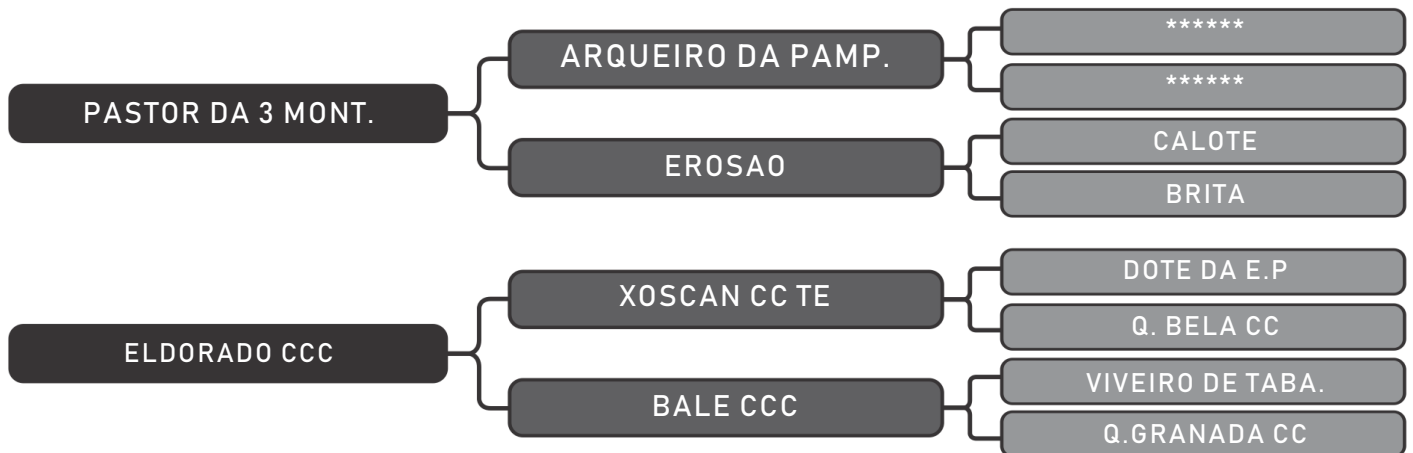 PASTOR DA 3 MONT.
ARQUEIRO DA PAMP.
******
******
EROSAO
CALOTE
BRITA
ELDORADO CCC
XOSCAN CC TE
DOTE DA E.P
Q. BELA CC
BALE CCC
VIVEIRO DE TABA.
Q.GRANADA CC